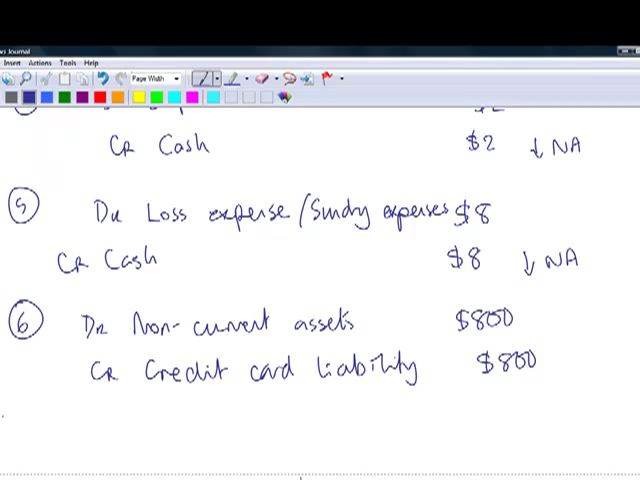 Journal
Insert Actions Tools Help
Page Width
CR Cash $2 ↓ NA
5 DR Loss expense/Sundry expenses $8
CR Cash $8 ↓ NA
6 DR Non-current assets $800
CR Credit card liability $800